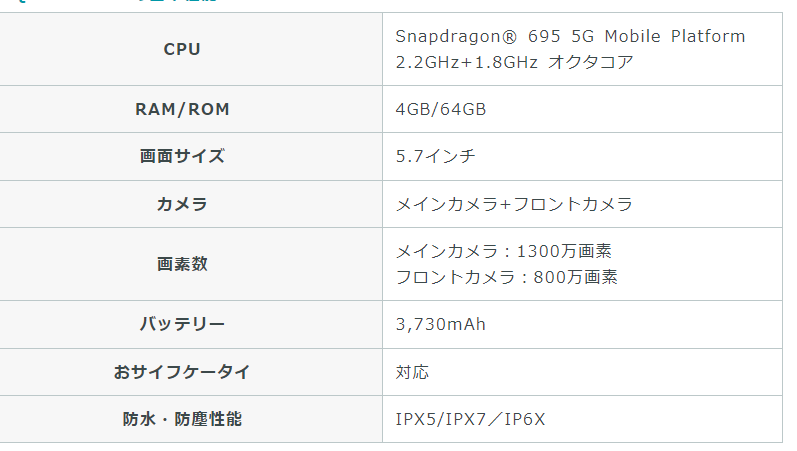 CPU
Snapdragon® 695 5G Mobile Platform
2.2GHz+1.8GHz オクタコア
RAM/ROM
4GB/64GB
画面サイズ
5.7インチ
カメラ
メインカメラ+フロントカメラ
画素数
メインカメラ：1300万画素
フロントカメラ：800万画素
バッテリー
3,730mAh
おサイフケータイ
対応
防水・防塵性能
IPX5/IPX7／IP6X